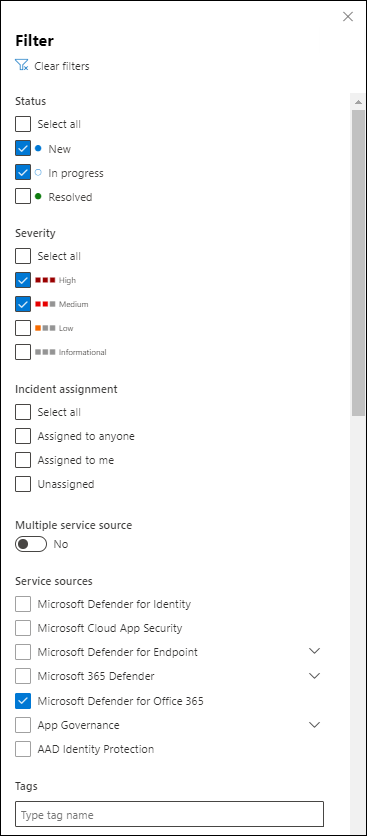 Filter
Clear filters
Status
Select all
New
In progress
Resolved
Severity
Select all
High
Medium
Low
Informational
Incident assignment
Select all
Assigned to anyone
Assigned to me
Unassigned
Multiple service source
No
Service sources
Microsoft Defender for Identity
Microsoft Cloud App Security
Microsoft Defender for Endpoint
Microsoft 365 Defender
Microsoft Defender for Office 365
App Governance
AAD Identity Protection
Tags
Type tag name